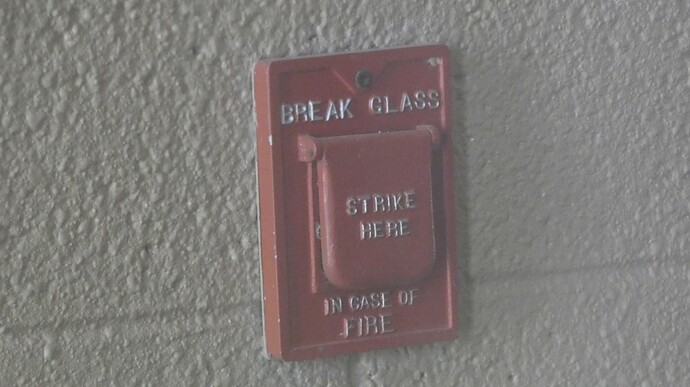 BREAK GLASS
STRIKE
HERE
IN CASE OF
FIRE